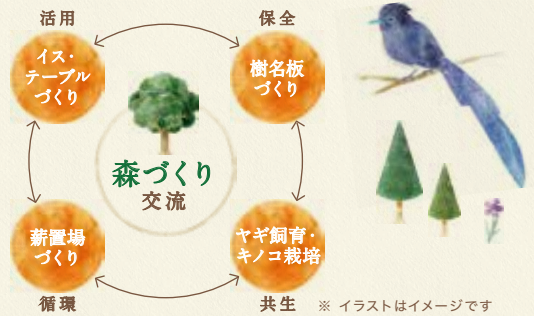 活用
保全
イス・
テーブル
づくり
樹名板
づくり
森づくり
交流
薪置場
づくり
ヤギ飼育・
キノコ栽培
循環
共生
※ イラストはイメージです